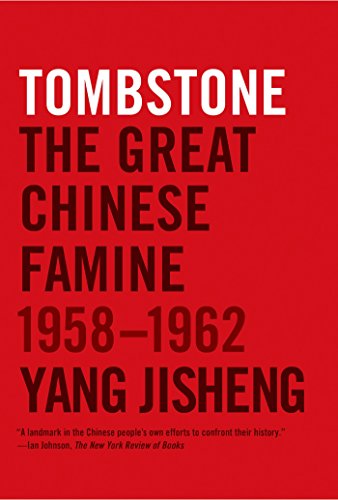 TOMBSTONE
THE GREAT
CHINESE
FAMINE
1958–1962
YANG JISHENG
“A landmark in the Chinese people’s own efforts to confront their history.”
—Ian Johnson, The New York Review of Books